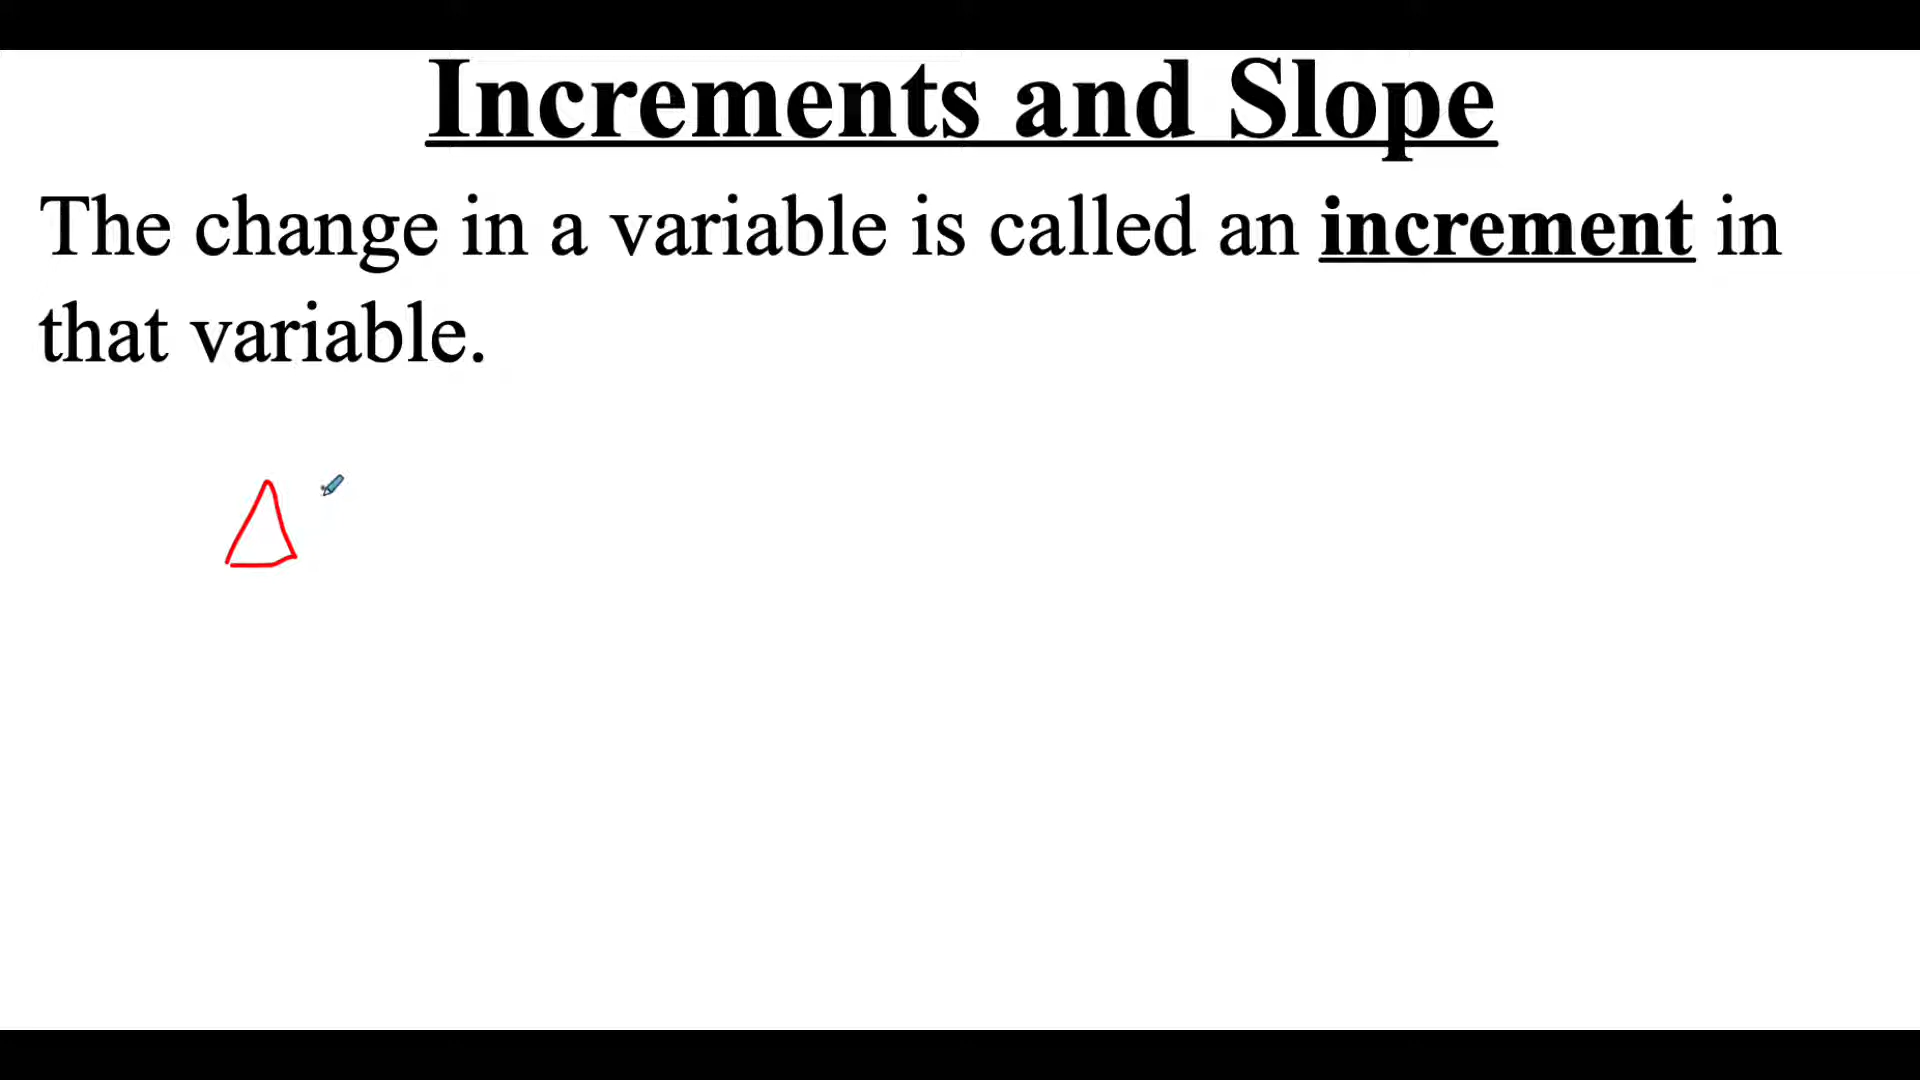 Increments and Slope
The change in a variable is called an increment in
that variable.
Δ